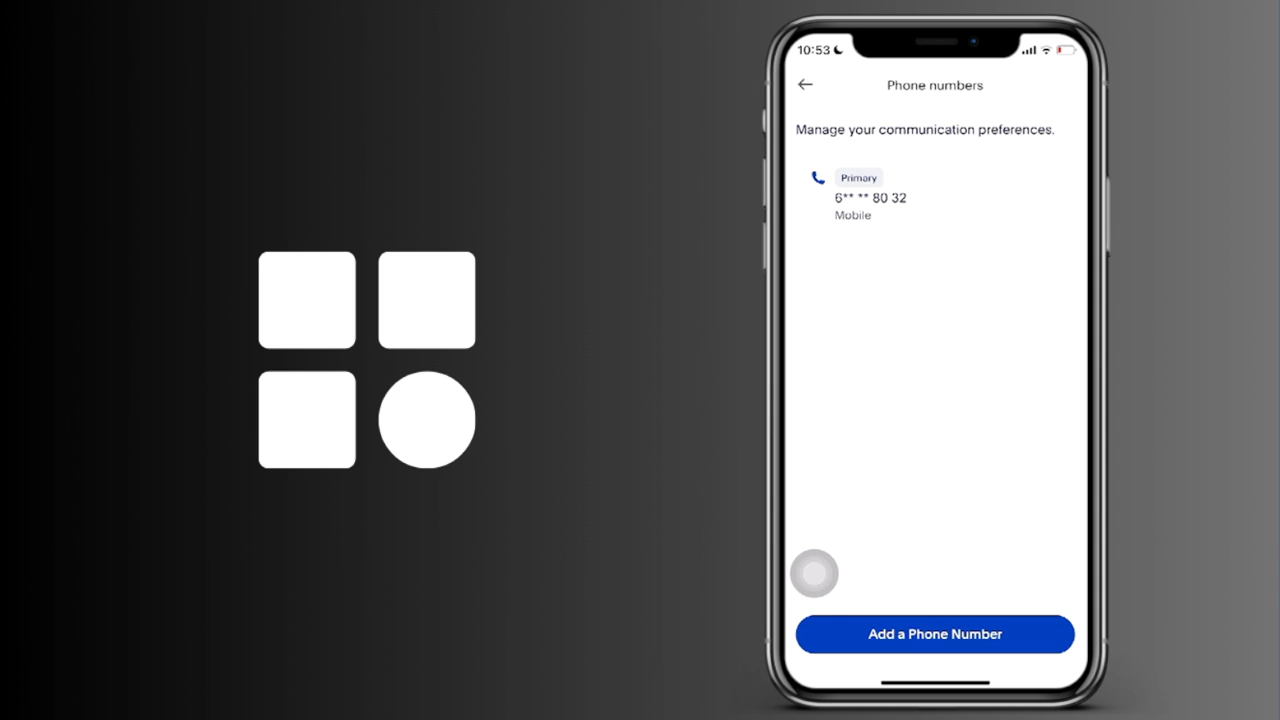 10:53
Phone numbers
Manage your communication preferences.
Primary
6** ** 80 32
Mobile
Add a Phone Number